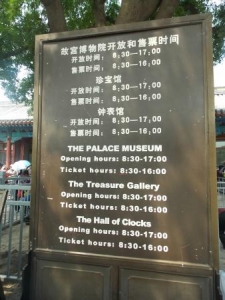 故宫博物院开放和售票时间
开放时间: 8:30—17:00
售票时间: 8:30—16:00
珍宝馆
开放时间: 8:30—17:00
售票时间: 8:30—16:00
钟表馆
开放时间: 8:30—17:00
售票时间: 8:30—16:00
THE PALACE MUSEUM
Opening hours: 8:30-17:00
Ticket hours: 8:30-16:00
The Treasure Gallery
Opening hours: 8:30-17:00
Ticket hours: 8:30-16:00
The Hall of Clocks
Opening hours: 8:30-17:00
Ticket hours: 8:30-16:00